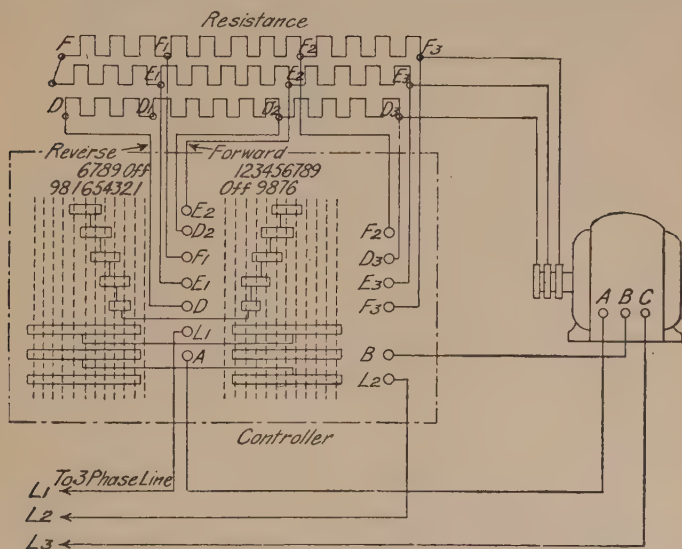 Resistance
F F1 F2 F3
E1 E2 E3
D D1 D2 D3
Reverse Forward
6789 Off 123456789
981654321 Off 9876
E2
D2 F2
F1 D3
E1 E3
D F3
A B C
L1
A B
L2
Controller
To 3 Phase Line
L1
L2
L3